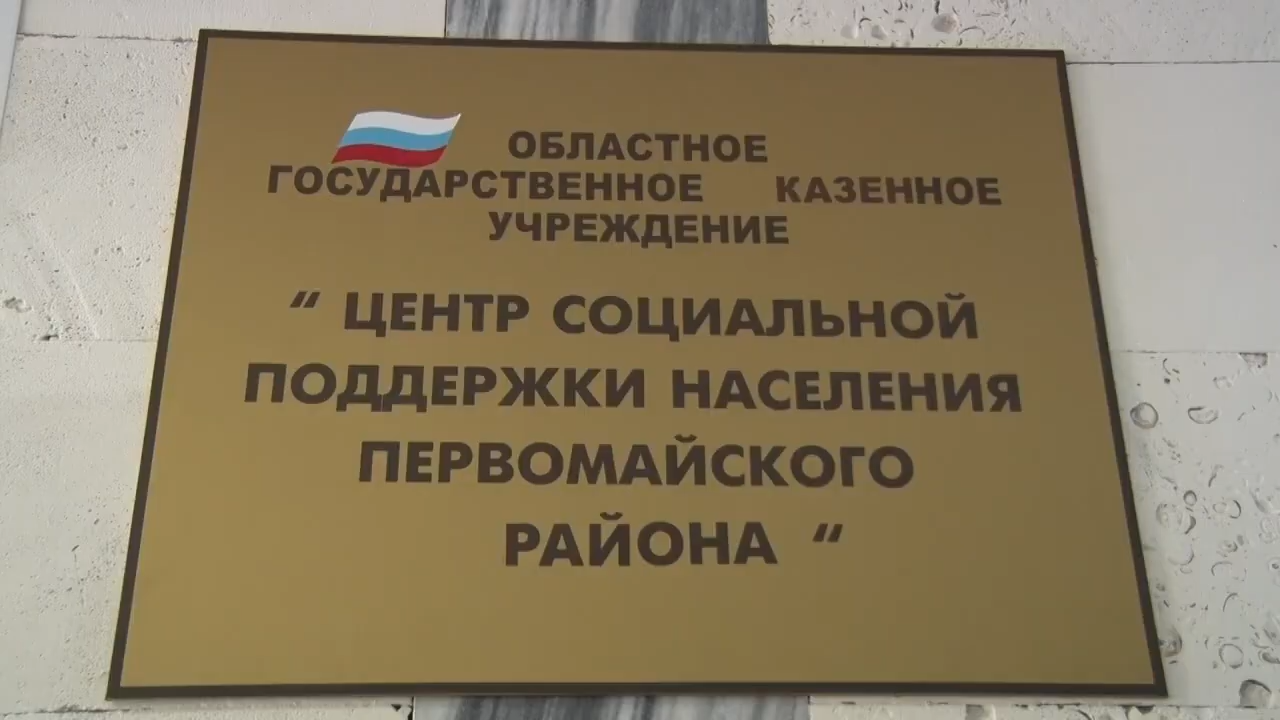 ОБЛАСТНОЕ
ГОСУДАРСТВЕННОЕ КАЗЕННОЕ
УЧРЕЖДЕНИЕ
“ ЦЕНТР СОЦИАЛЬНОЙ
ПОДДЕРЖКИ НАСЕЛЕНИЯ
ПЕРВОМАЙСКОГО
РАЙОНА “